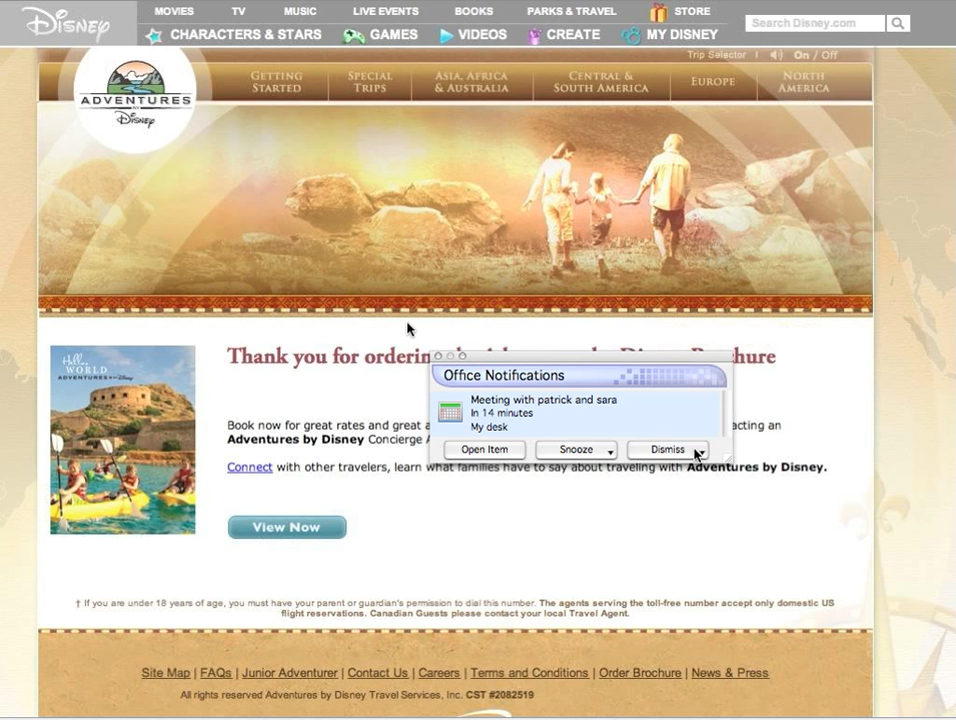 Disney
MOVIES TV MUSIC LIVE EVENTS BOOKS PARKS & TRAVEL STORE
CHARACTERS & STARS GAMES VIDEOS CREATE MY DISNEY
Search Disney.com
Trip Selector | On / Off
ADVENTURES
BY
Disney
GETTING STARTED
SPECIAL TRIPS
ASIA, AFRICA & AUSTRALIA
CENTRAL & SOUTH AMERICA
EUROPE
NORTH AMERICA
Hello,
WORLD
ADVENTURES BY Disney
Thank you for
Office Notifications
Meeting with patrick and sara
In 14 minutes
My desk
Open Item Snooze Dismiss
Book now for great rates and great
Adventures by Disney Concierge
Connect with other travelers, learn what families have to say about traveling with Adventures by Disney.
View Now
† If you are under 18 years of age, you must have your parent or guardian's permission to dial this number. The agents serving the toll-free number accept only domestic US
flight reservations. Canadian Guests please contact your local Travel Agent.
Site Map | FAQs | Junior Adventurer | Contact Us | Careers | Terms and Conditions | Order Brochure | News & Press
All rights reserved Adventures by Disney Travel Services, Inc. CST #2082519